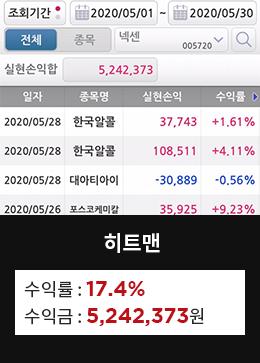 조회기간 2020/05/01 ~ 2020/05/30
전체 종목 넥센 005720
실현손익합 5,242,373
일자 종목명 실현손익 수익률
2020/05/28 한국알콜 37,743 +1.61%
2020/05/28 한국알콜 108,511 +4.11%
2020/05/28 대아티아이 -30,889 -0.56%
2020/05/26 포스코케미칼 35,925 +9.23%
히트맨
수익률 : 17.4%
수익금 : 5,242,373원